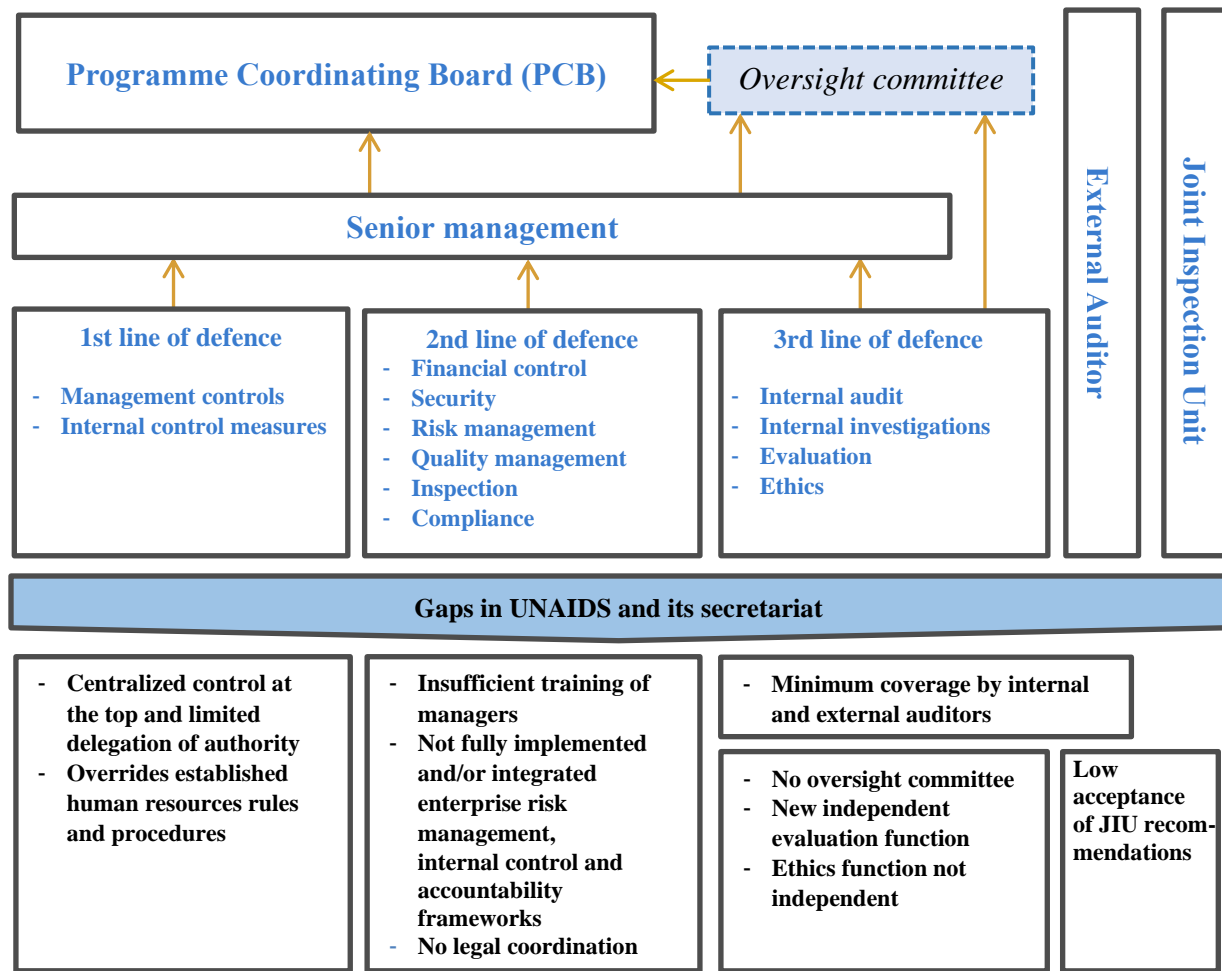 Programme Coordinating Board (PCB)
Oversight committee
External Auditor
Joint Inspection Unit
Senior management
1st line of defence
- Management controls
- Internal control measures
2nd line of defence
- Financial control
- Security
- Risk management
- Quality management
- Inspection
- Compliance
3rd line of defence
- Internal audit
- Internal investigations
- Evaluation
- Ethics
Gaps in UNAIDS and its secretariat
- Centralized control at
the top and limited
delegation of authority
- Overrides established
human resources rules
and procedures
- Insufficient training of
managers
- Not fully implemented
and/or integrated
enterprise risk
management,
internal control and
accountability
frameworks
- No legal coordination
- Minimum coverage by internal
and external auditors
- No oversight committee
- New independent
evaluation function
- Ethics function not
independent
Low
acceptance
of JIU recom-
mendations